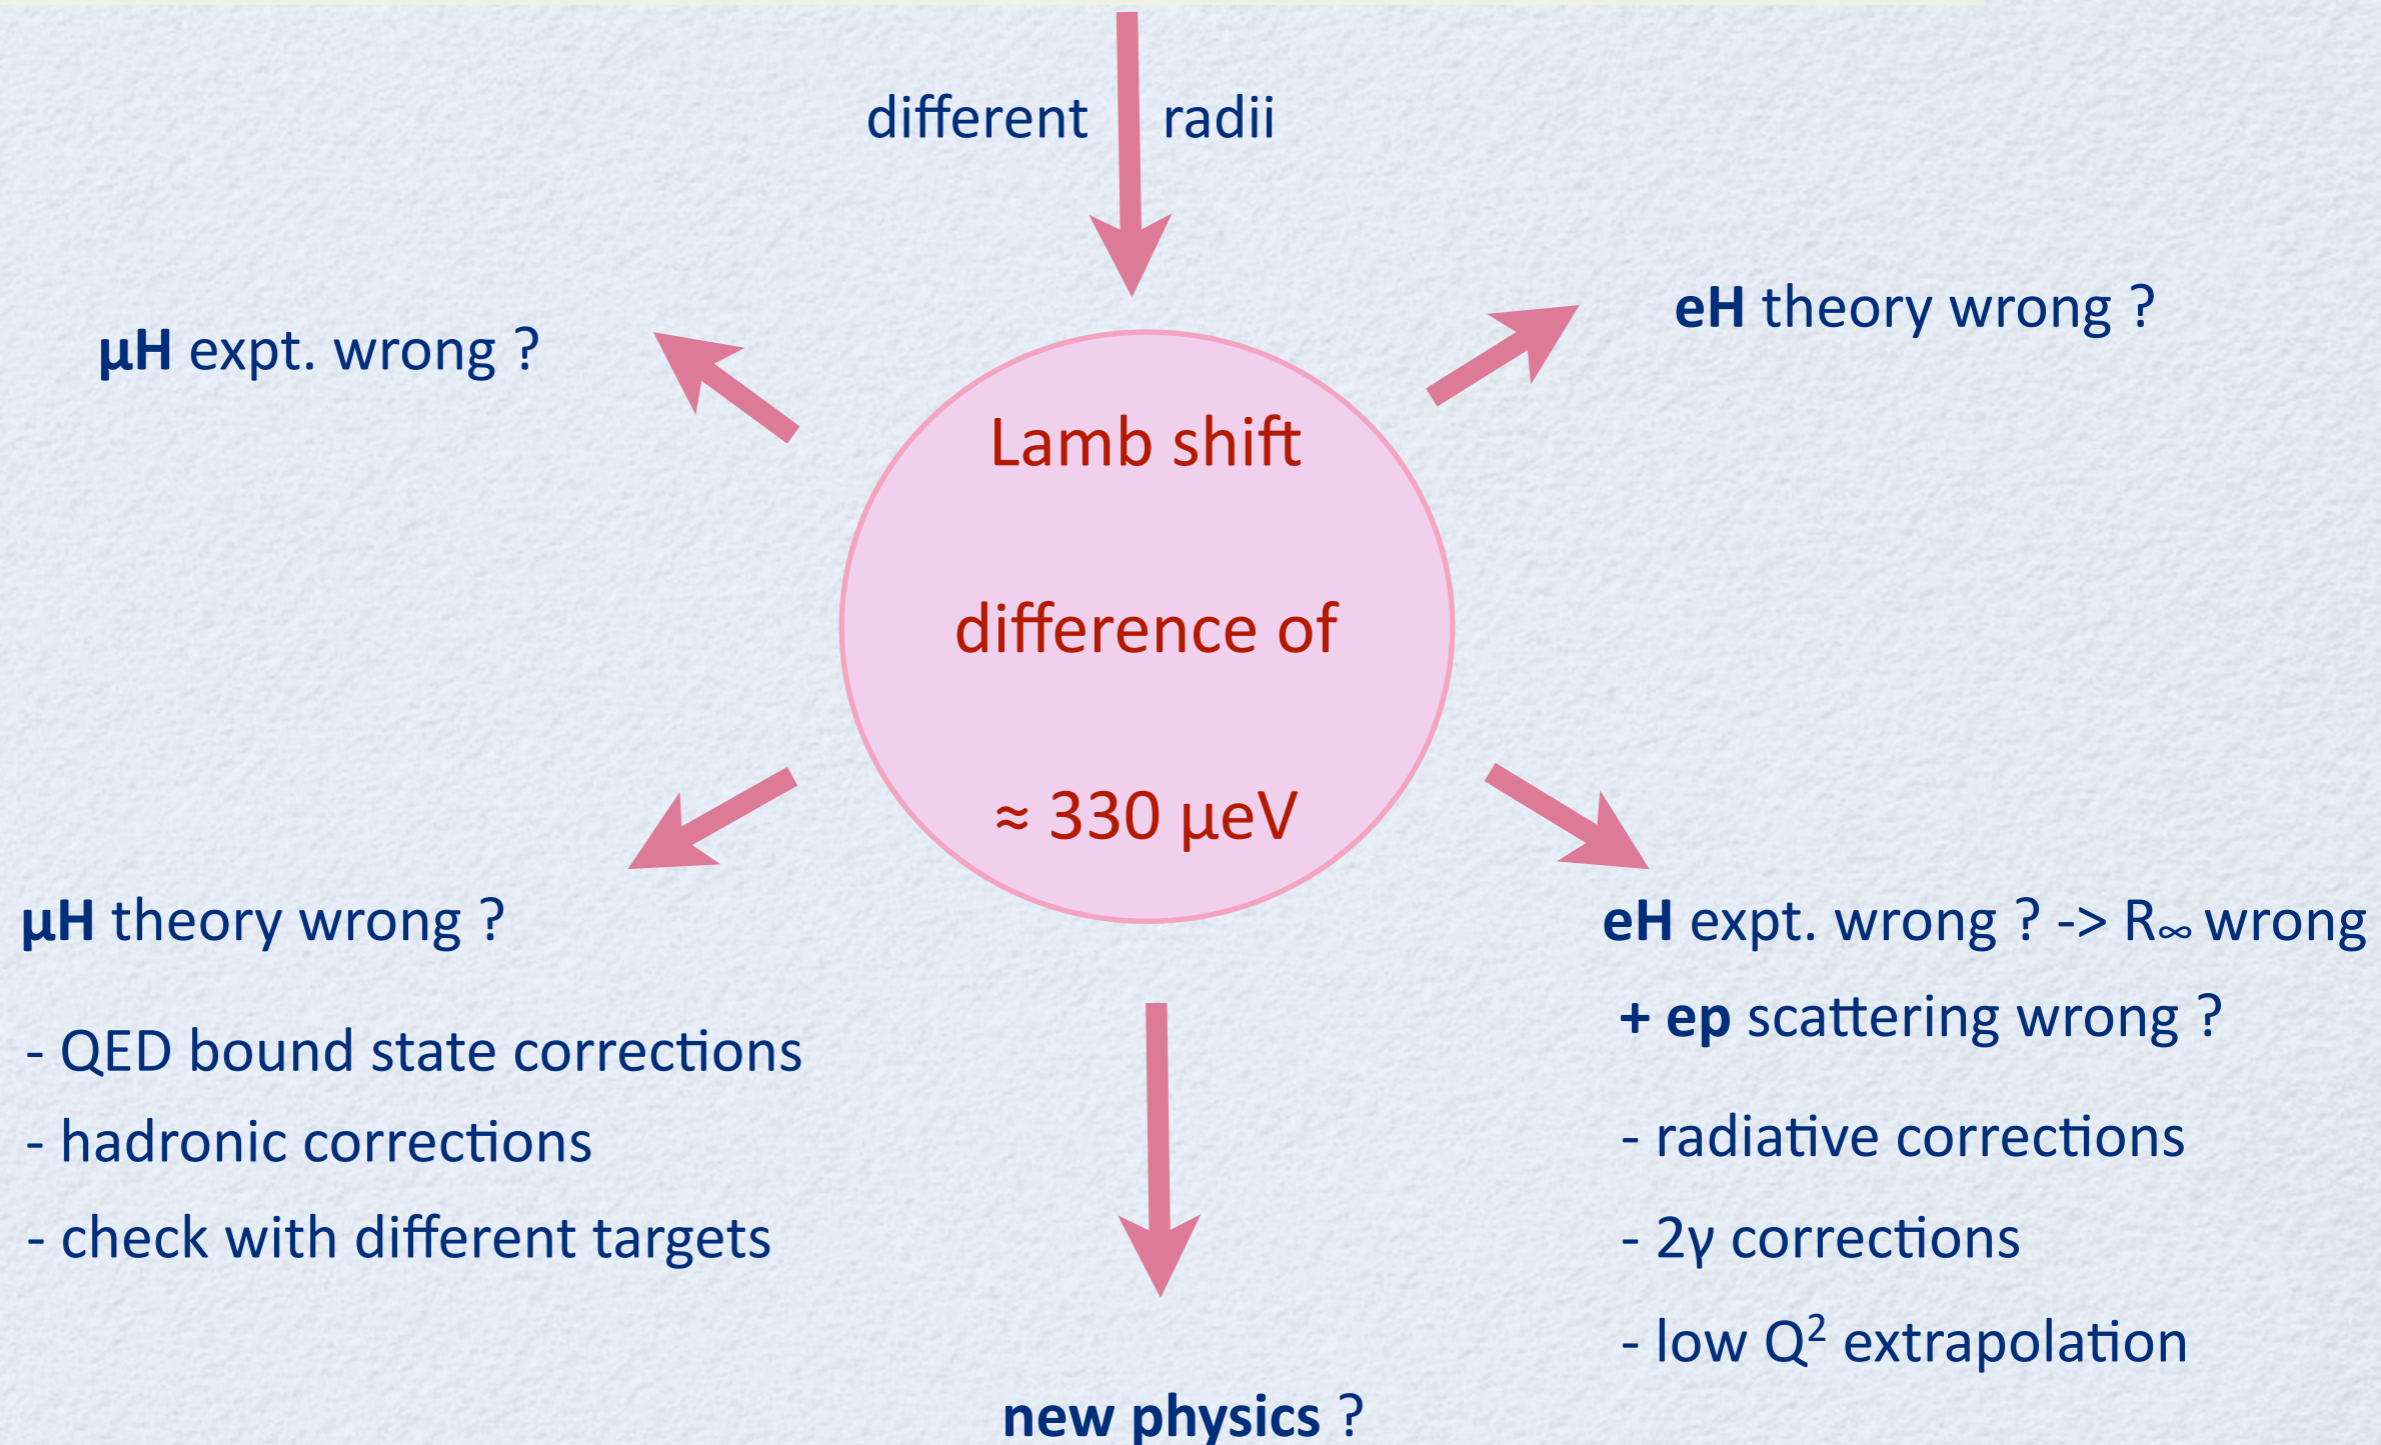 different radii
µH expt. wrong ?
eH theory wrong ?
Lamb shift
difference of
≈ 330 µeV
µH theory wrong ?
- QED bound state corrections
- hadronic corrections
- check with different targets
eH expt. wrong ? -> R∞ wrong
+ ep scattering wrong ?
- radiative corrections
- 2γ corrections
- low Q² extrapolation
new physics ?